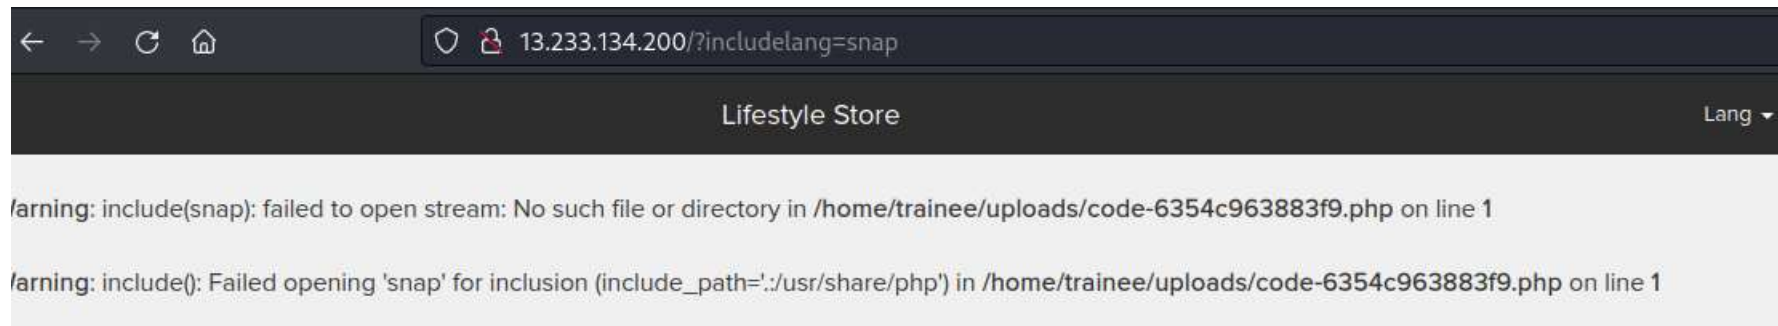 13.233.134.200/?includelang=snap
Lifestyle Store
Lang
arning: include(snap): failed to open stream: No such file or directory in /home/trainee/uploads/code-6354c963883f9.php on line 1
arning: include(): Failed opening 'snap' for inclusion (include_path='.:/usr/share/php') in /home/trainee/uploads/code-6354c963883f9.php on line 1